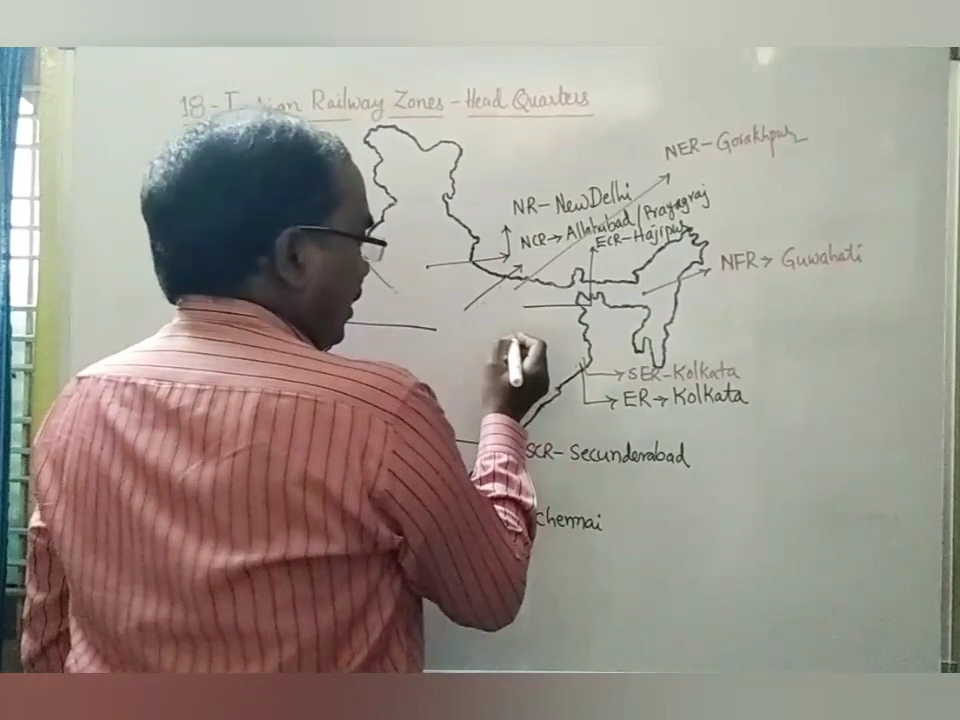 18- Indian Railway Zones - Head Quarters
NER-Gorakhpur
NR-NewDelhi
NCR→ Allahabad/Prayagraj
ECR-Hajipur
NFR→ Guwahati
SER-Kolkata
ER→ Kolkata
SCR- Secunderabad
Chennai